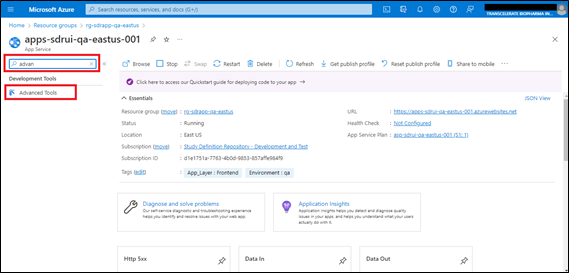 Microsoft Azure
Search resources, services, and docs (G+/)
TRANSCELERATE BIOPHARMA IN...
Home > Resource groups > rg-sdrapp-qa-eastus >
apps-sdrui-qa-eastus-001
App Service
advan
Browse Stop Swap Restart Delete Refresh Get publish profile Reset publish profile Share to mobile
Click here to access our Quickstart guide for deploying code to your app →
Development Tools
Advanced Tools
Essentials
JSON View
Resource group (move) : rg-sdrapp-qa-eastus
URL : https://apps-sdrui-qa-eastus-001.azurewebsites.net
Status : Running
Health Check : Not Configured
Location : East US
App Service Plan : asp-sdrui-qa-eastus-001 (S1: 1)
Subscription (move) : Study Definition Repository - Development and Test
Subscription ID : d1e1751a-7763-4b0d-9853-857affe984f9
Tags (edit) : App_Layer : Frontend Environment : qa
Diagnose and solve problems
Our self-service diagnostic and troubleshooting experience
helps you identify and resolve issues with your web app.
Application Insights
Application Insights helps you detect and diagnose quality
issues in your apps, and helps you understand what your users
actually do with it.
Http 5xx
Data In
Data Out